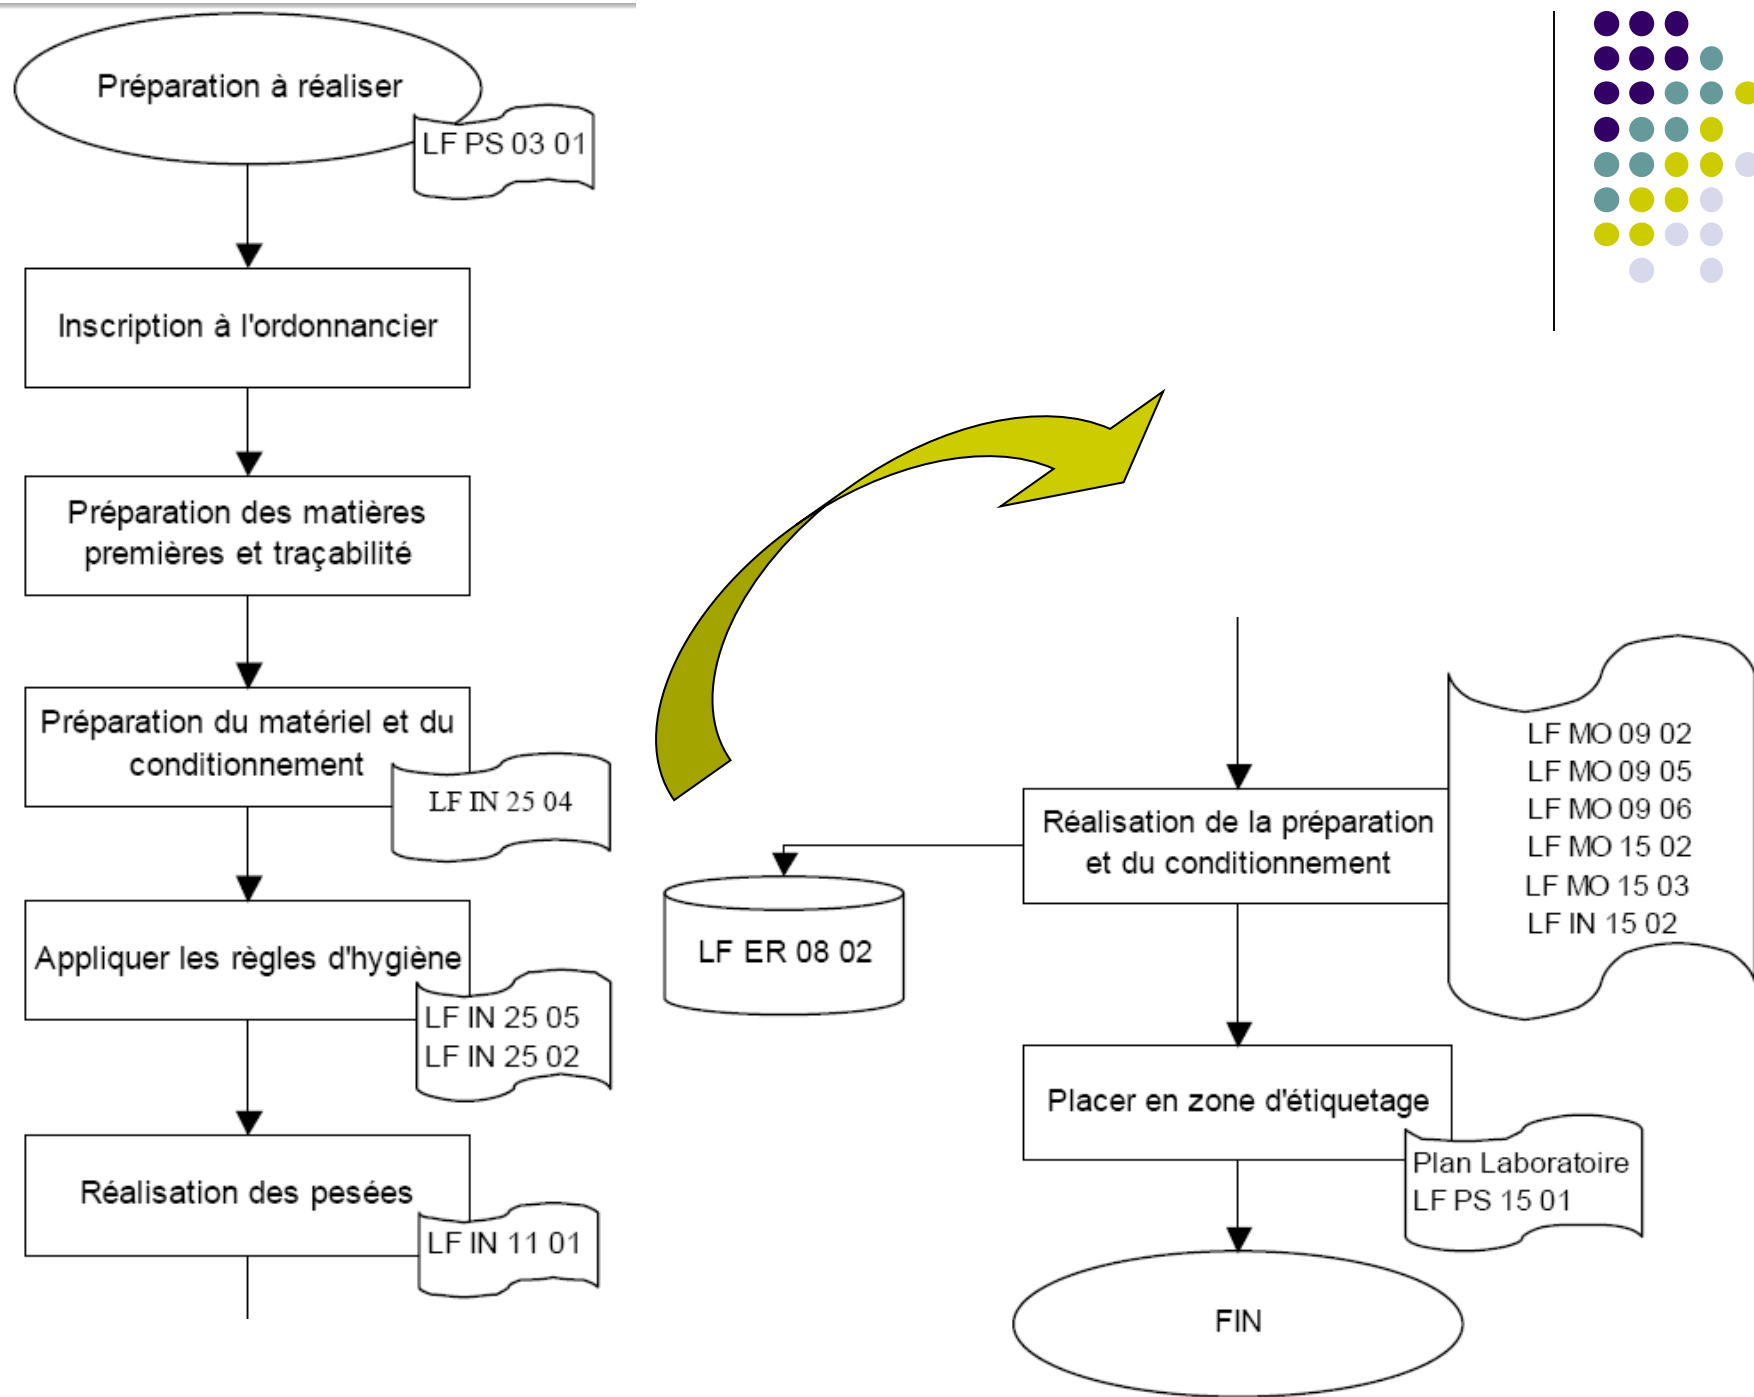 Préparation à réaliser
LF PS 03 01
Inscription à l'ordonnancier
Préparation des matières
premières et traçabilité
Préparation du matériel et du
conditionnement
LF IN 25 04
Appliquer les règles d'hygiène
LF IN 25 05
LF IN 25 02
Réalisation des pesées
LF IN 11 01
Réalisation de la préparation
et du conditionnement
LF MO 09 02
LF MO 09 05
LF MO 09 06
LF MO 15 02
LF MO 15 03
LF IN 15 02
LF ER 08 02
Placer en zone d'étiquetage
Plan Laboratoire
LF PS 15 01
FIN